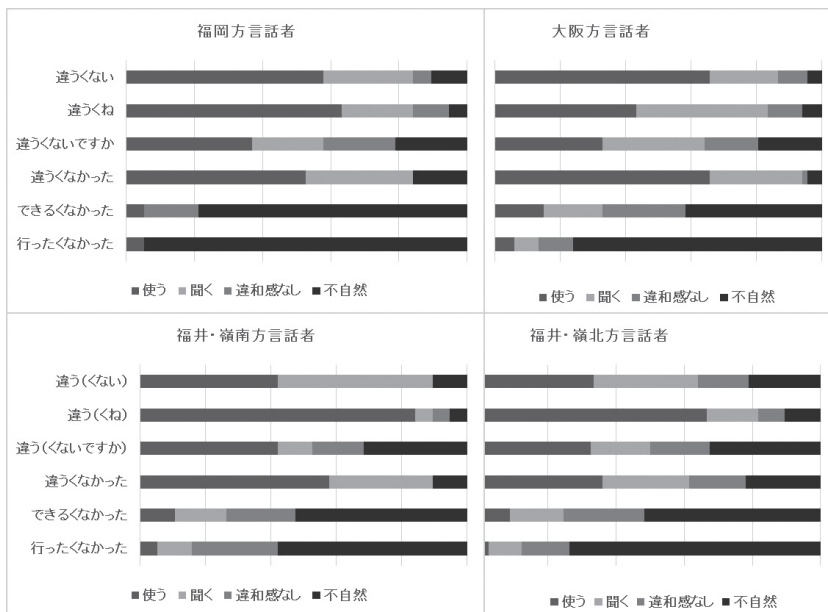 福岡方言話者
違うくない
違うくね
違うくないですか
違うくなかった
できるくなかった
行ったくなかった
■使う ■聞く ■違和感なし ■不自然
大阪方言話者
■使う ■聞く ■違和感なし ■不自然
福井・嶺南方言話者
違う(くない)
違う(くね)
違う(くないですか)
違うくなかった
できるくなかった
行ったくなかった
■使う ■聞く ■違和感なし ■不自然
福井・嶺北方言話者
■使う ■聞く ■違和感なし ■不自然